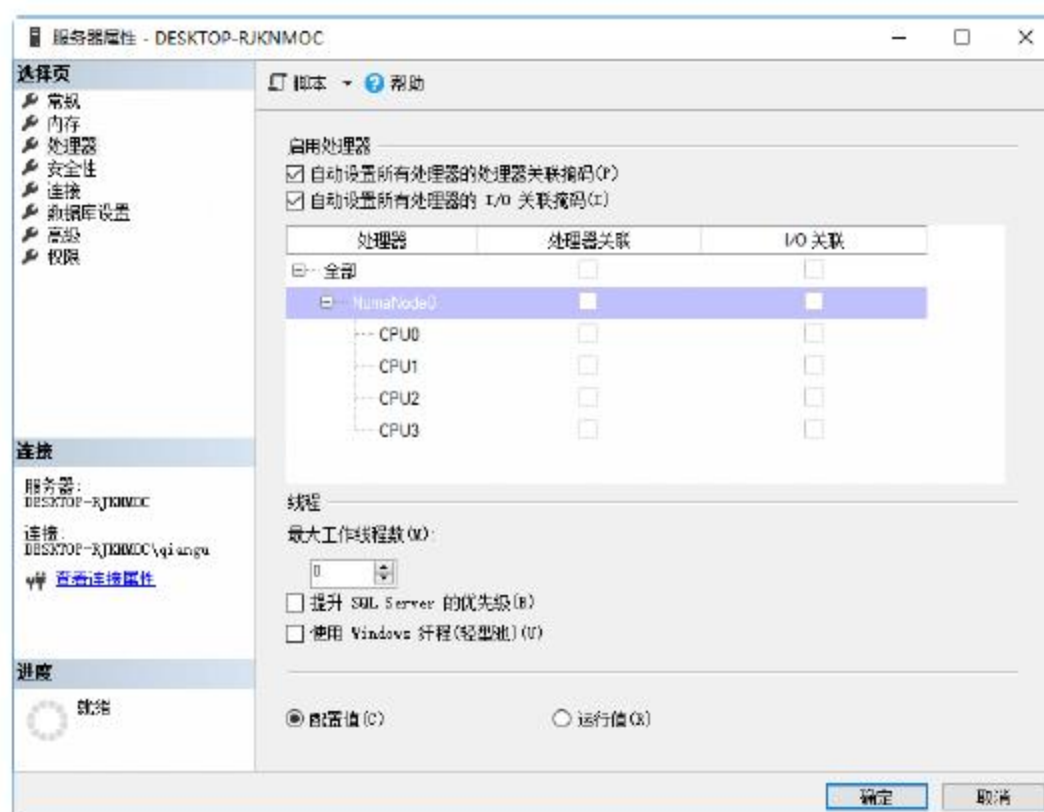 服务器属性 - DESKTOP-RJKNMOC
选择页
常规
内存
处理器
安全性
连接
数据库设置
高级
权限
脚本 帮助
启用处理器
自动设置所有处理器的处理器关联掩码(P)
自动设置所有处理器的 I/O 关联掩码(I)
处理器 处理器关联 I/O 关联
全部
NumaNode0
CPU0
CPU1
CPU2
CPU3
连接
服务器:
DESKTOP-RJKNMOC
连接:
DESKTOP-RJKNMOC\qiangu
查看连接属性
线程
最大工作线程数(M):
0
提升 SQL Server 的优先级(B)
使用 Windows 纤程(轻型池)(U)
进度
就绪
配置值(C) 运行值(R)
确定 取消